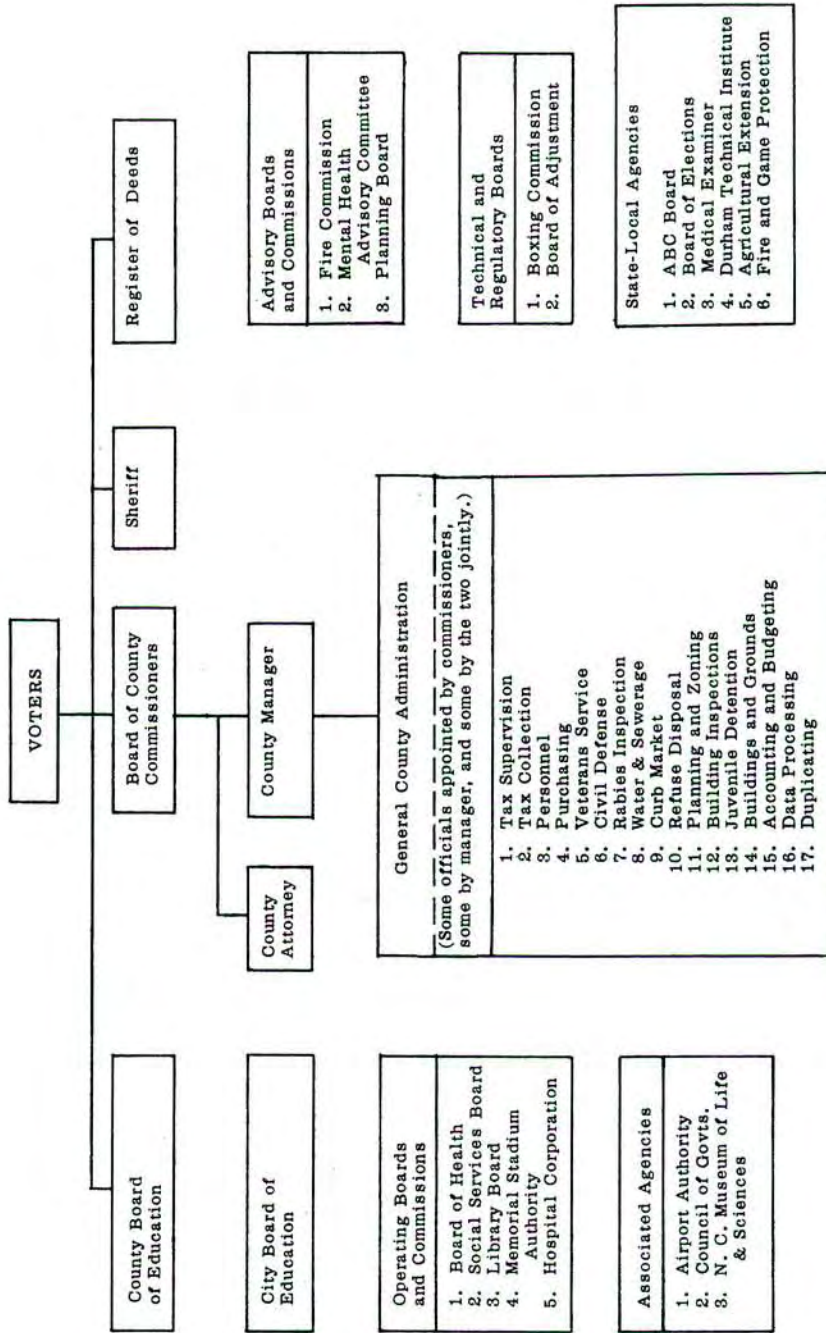 VOTERS
County Board
of Education
Board of County
Commissioners
Sheriff
Register of Deeds
City Board of
Education
County
Attorney
County Manager
Operating Boards
and Commissions
1. Board of Health
2. Social Services Board
3. Library Board
4. Memorial Stadium
Authority
5. Hospital Corporation
Associated Agencies
1. Airport Authority
2. Council of Govts.
3. N. C. Museum of Life
& Sciences
General County Administration
(Some officials appointed by commissioners,
some by manager, and some by the two jointly.)
1. Tax Supervision
2. Tax Collection
3. Personnel
4. Purchasing
5. Veterans Service
6. Civil Defense
7. Rabies Inspection
8. Water & Sewerage
9. Curb Market
10. Refuse Disposal
11. Planning and Zoning
12. Building Inspections
13. Juvenile Detention
14. Buildings and Grounds
15. Accounting and Budgeting
16. Data Processing
17. Duplicating
Advisory Boards
and Commissions
1. Fire Commission
2. Mental Health
Advisory Committee
3. Planning Board
Technical and
Regulatory Boards
1. Boxing Commission
2. Board of Adjustment
State-Local Agencies
1. ABC Board
2. Board of Elections
3. Medical Examiner
4. Durham Technical Institute
5. Agricultural Extension
6. Fire and Game Protection